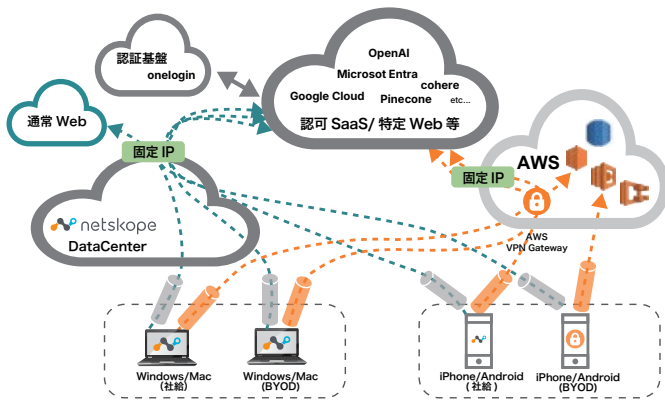 認証基盤
onelogin
OpenAI
Microsot Entra
cohere
Google Cloud
Pinecone
etc...
認可 SaaS/ 特定 Web 等
通常 Web
固定 IP
固定 IP
AWS
netskope
DataCenter
AWS
VPN Gateway
Windows/Mac
(社給)
Windows/Mac
(BYOD)
iPhone/Android
( 社給 )
iPhone/Android
(BYOD)